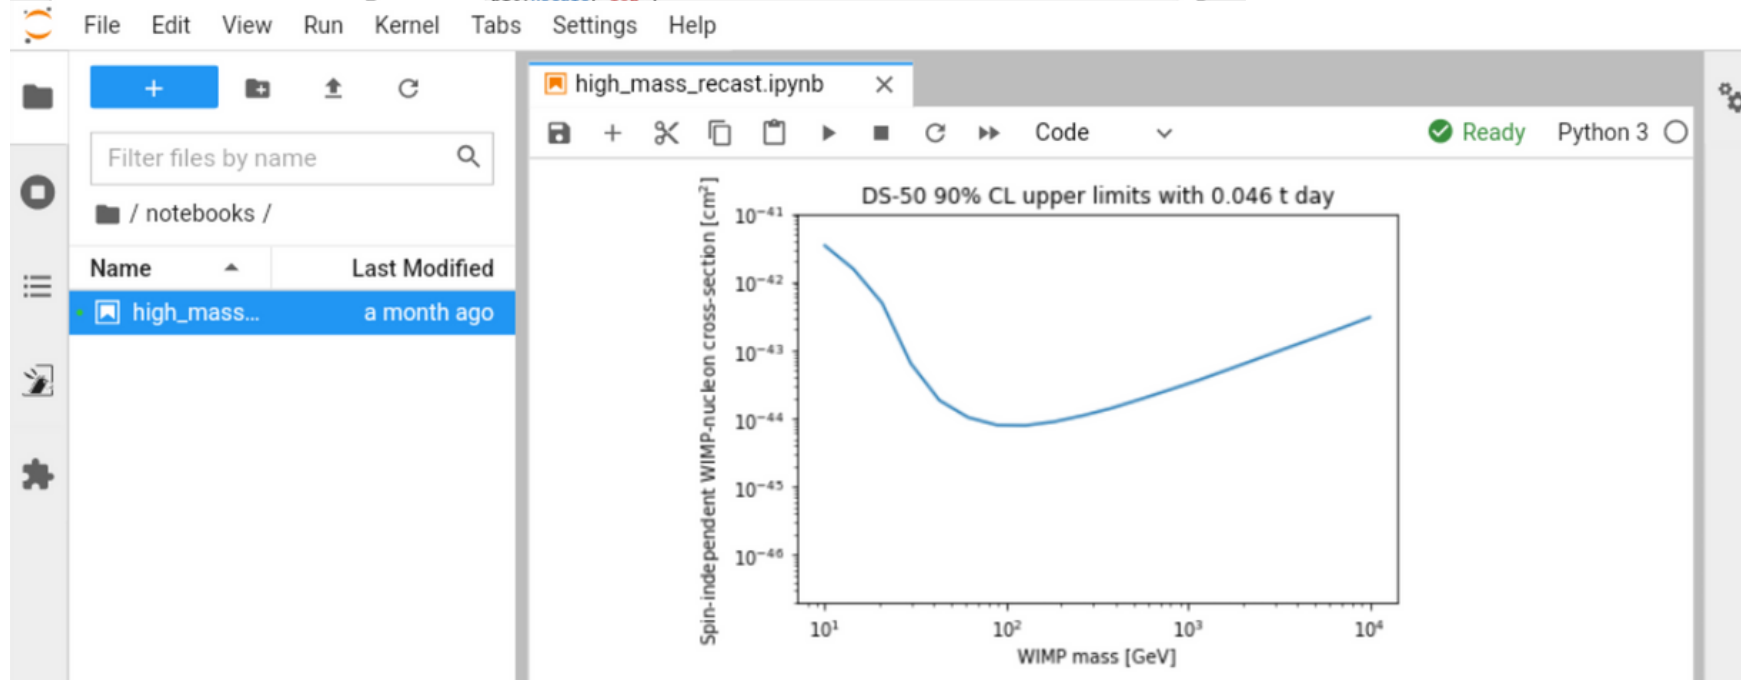 File Edit View Run Kernel Tabs Settings Help
+
Filter files by name
/ notebooks /
Name Last Modified
high_mass... a month ago
high_mass_recast.ipynb
Code Ready Python 3
DS-50 90% CL upper limits with 0.046 t day
Spin-independent WIMP-nucleon cross-section [cm²]
10⁻⁴¹
10⁻⁴²
10⁻⁴³
10⁻⁴⁴
10⁻⁴⁵
10⁻⁴⁶
10¹ 10² 10³ 10⁴
WIMP mass [GeV]